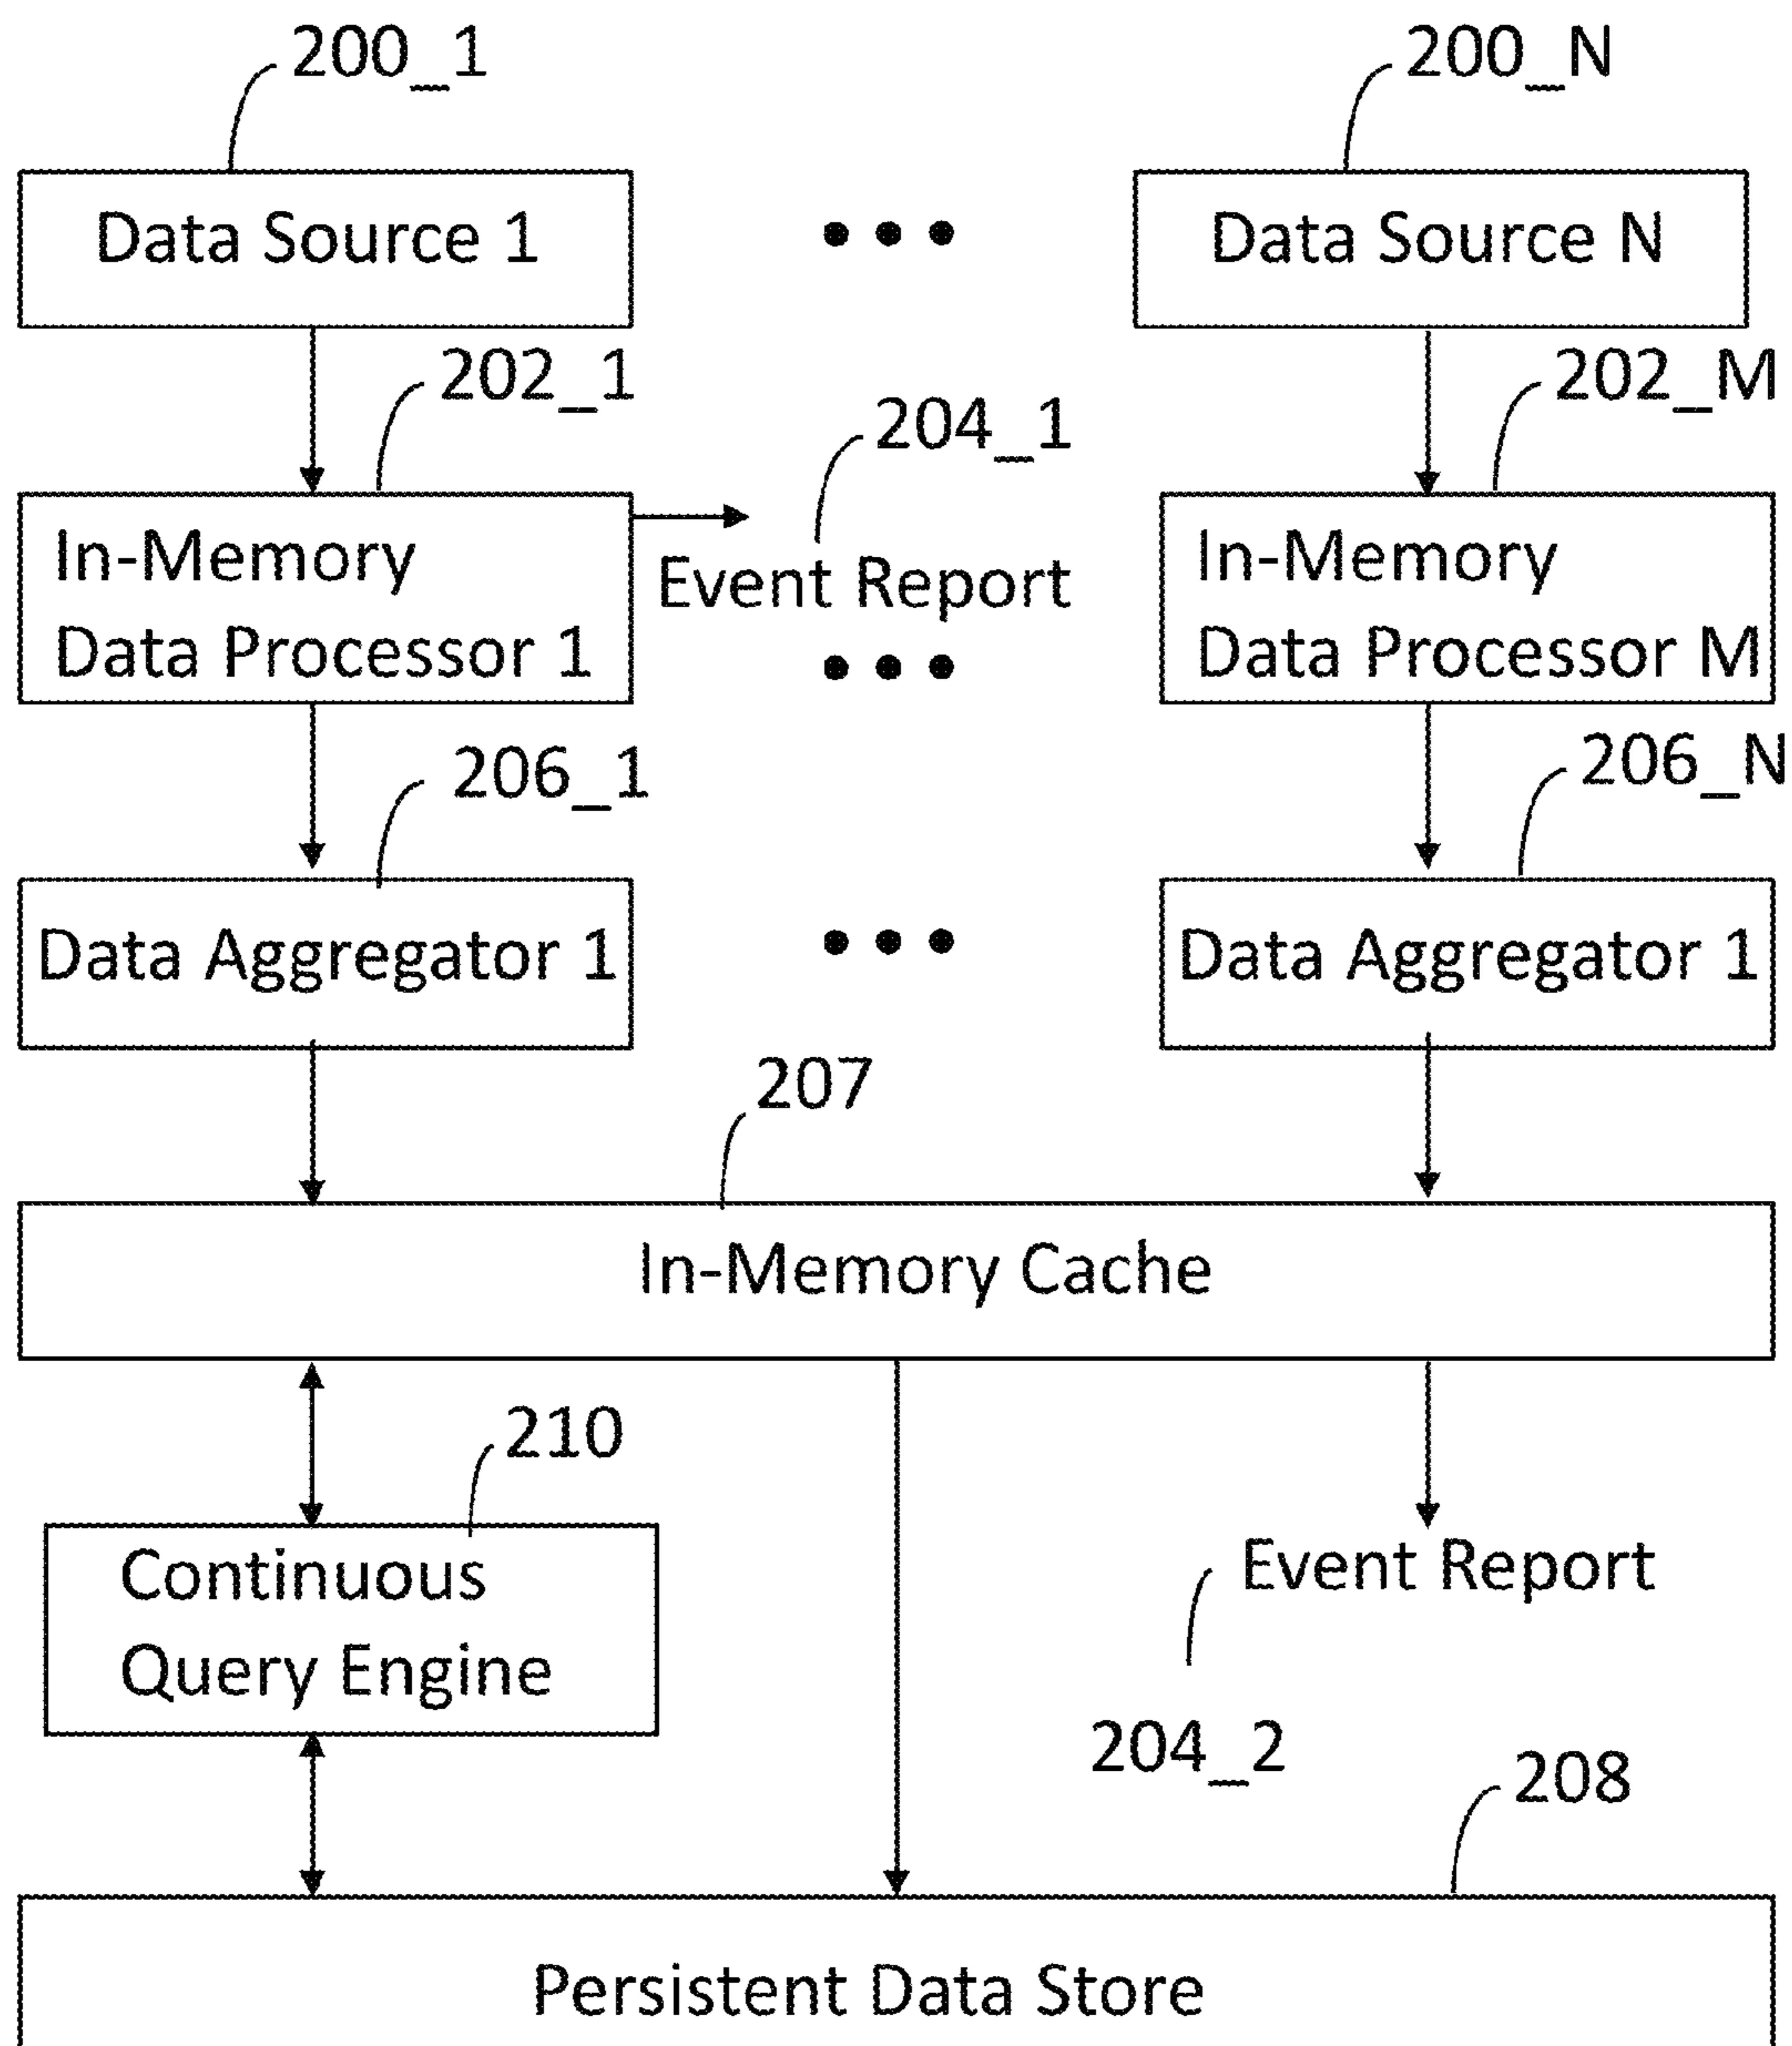 200_1
200_N
Data Source 1
Data Source N
202_1
202_M
204_1
In-Memory
Data Processor 1
Event Report
In-Memory
Data Processor M
206_1
206_N
Data Aggregator 1
Data Aggregator 1
207
In-Memory Cache
210
Continuous
Query Engine
Event Report
204_2
208
Persistent Data Store